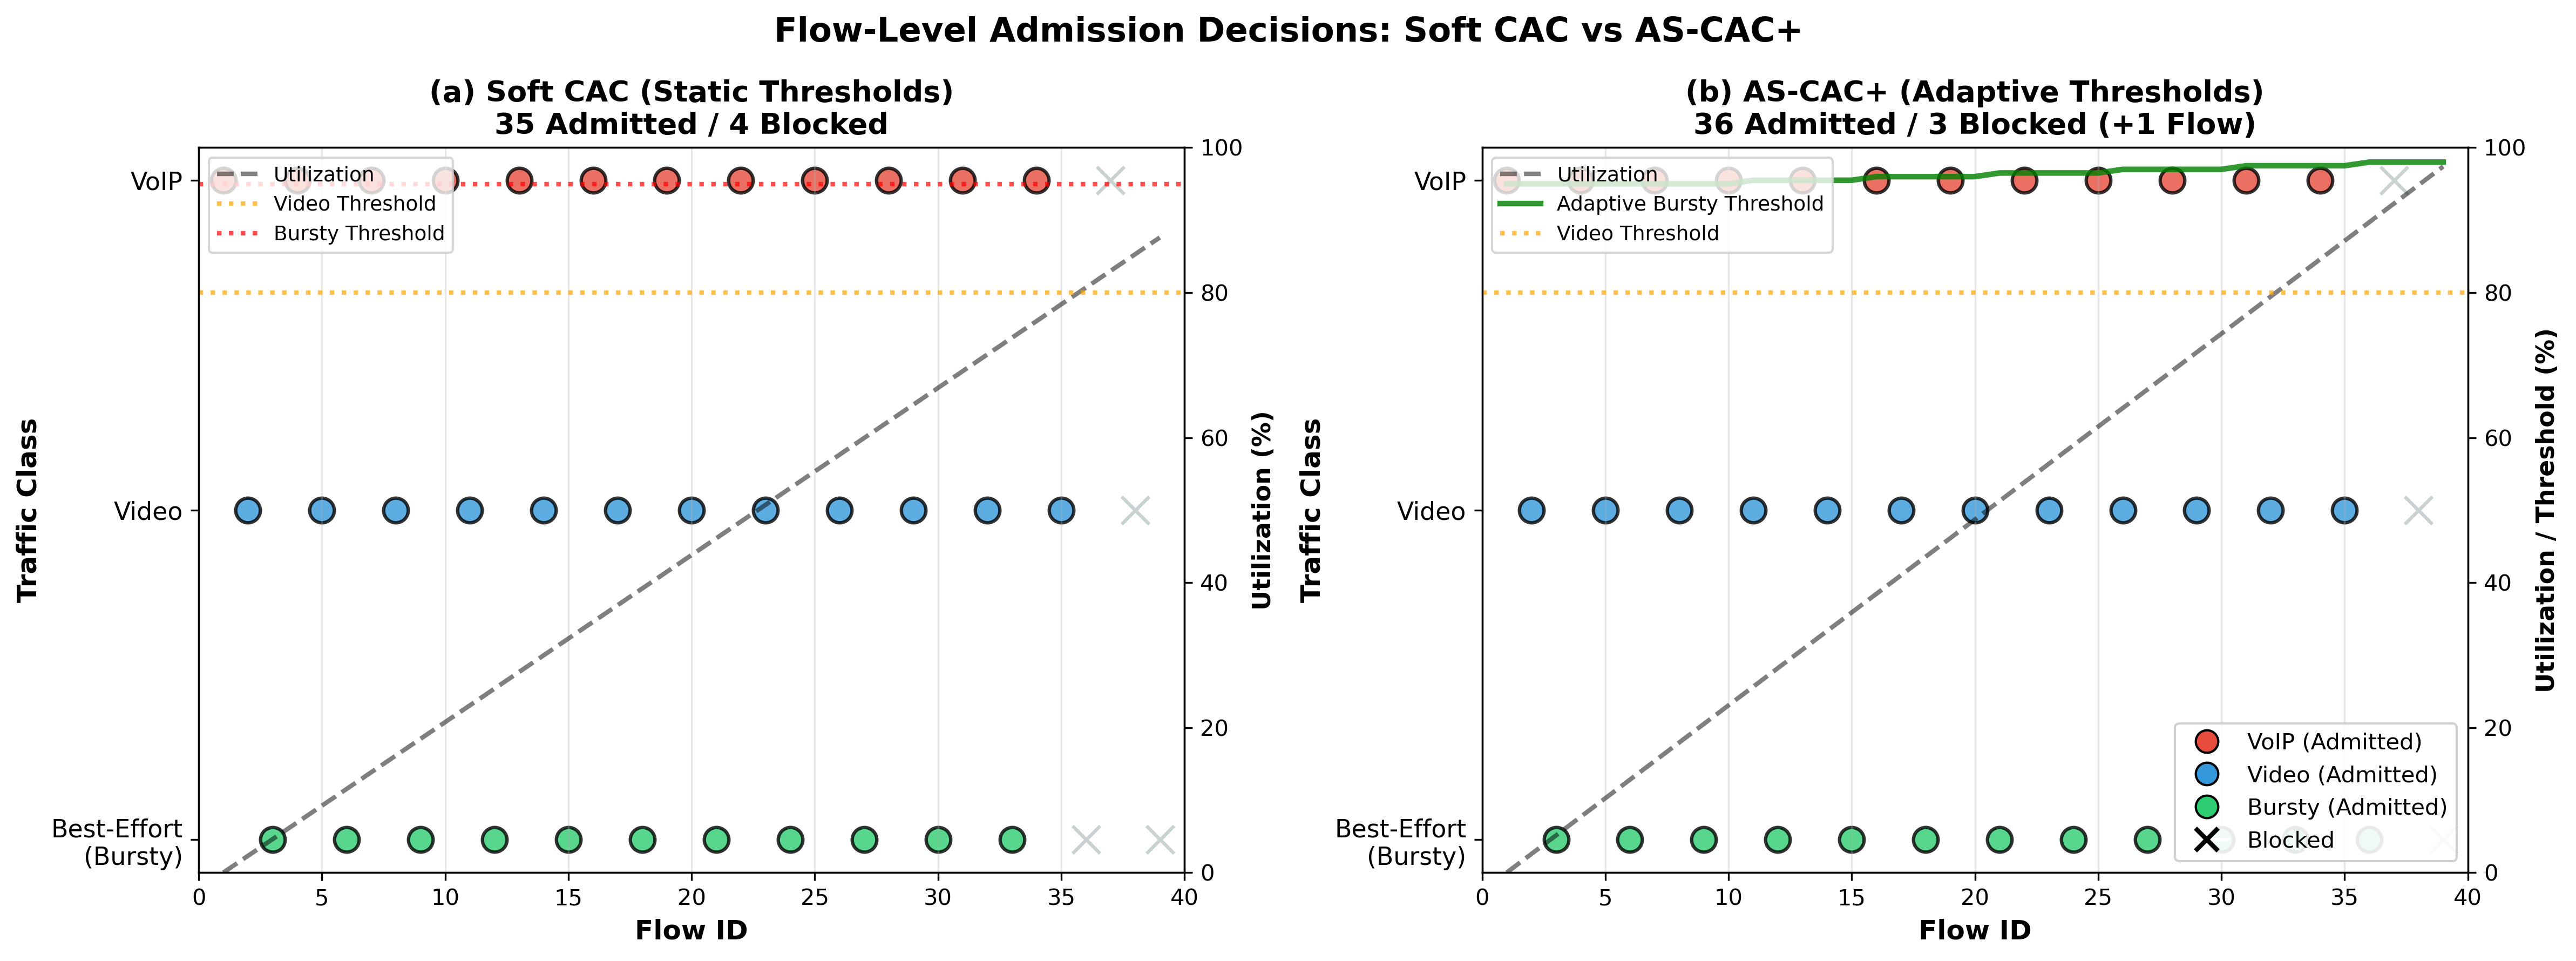 Flow-Level Admission Decisions: Soft CAC vs AS-CAC+
(a) Soft CAC (Static Thresholds)
35 Admitted / 4 Blocked
Utilization
Video Threshold
Bursty Threshold
VoIP
Video
Best-Effort
(Bursty)
Traffic Class
100
80
60
40
20
0
Utilization (%)
0 5 10 15 20 25 30 35 40
Flow ID
(b) AS-CAC+ (Adaptive Thresholds)
36 Admitted / 3 Blocked (+1 Flow)
Utilization
Adaptive Bursty Threshold
Video Threshold
VoIP
Video
Best-Effort
(Bursty)
Traffic Class
100
80
60
40
20
0
Utilization / Threshold (%)
VoIP (Admitted)
Video (Admitted)
Bursty (Admitted)
Blocked
0 5 10 15 20 25 30 35 40
Flow ID